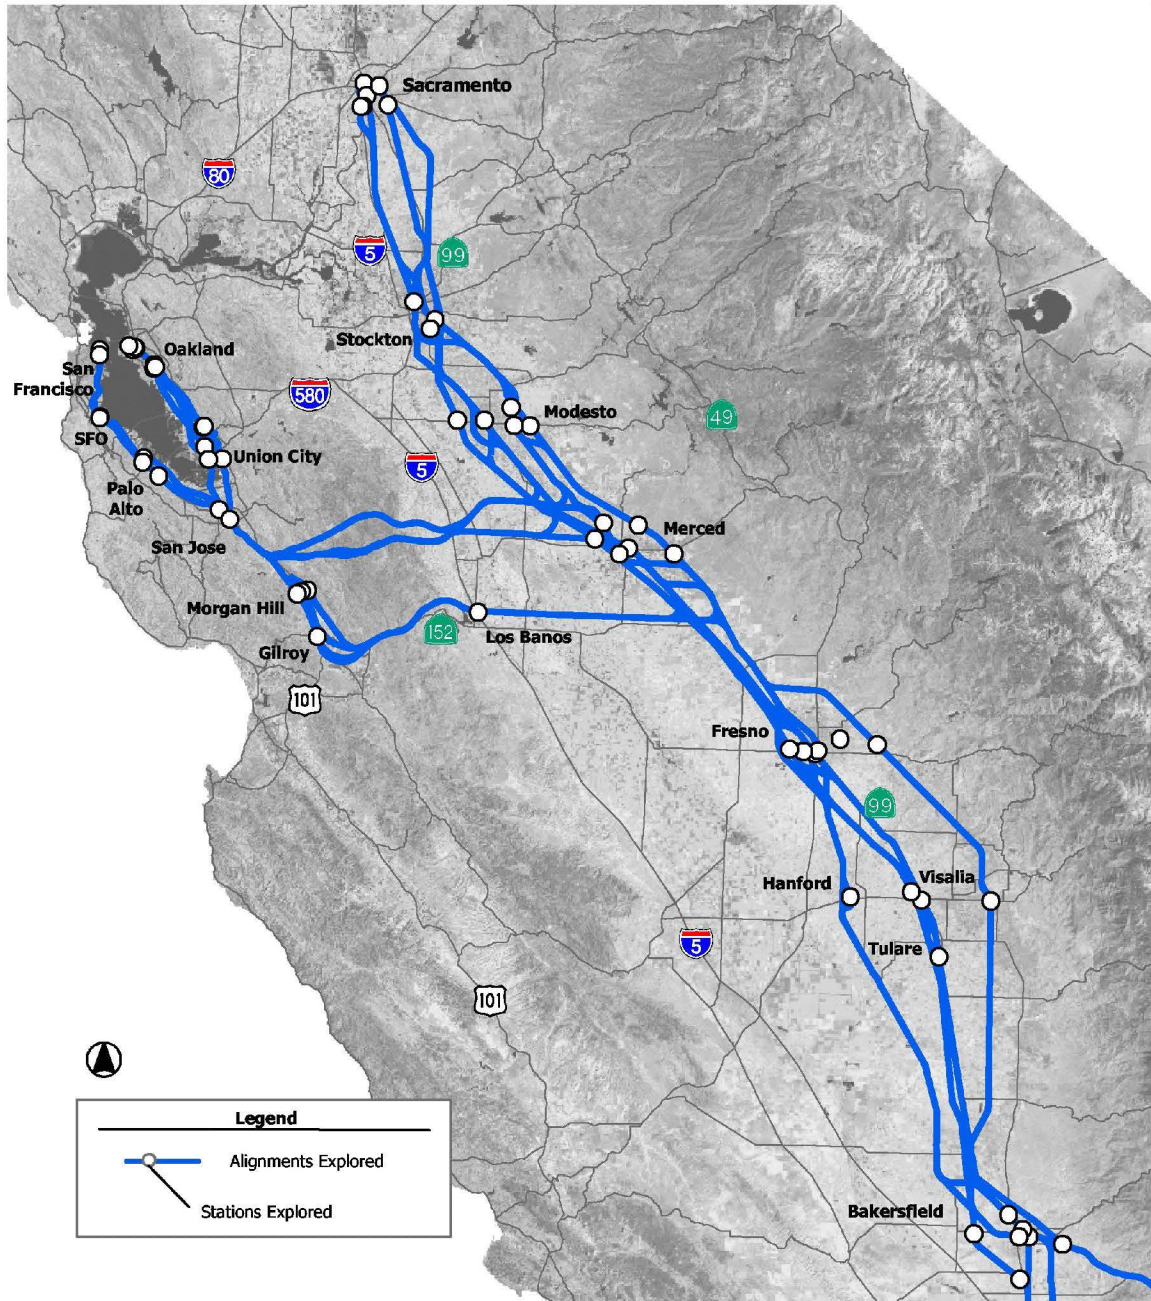 Sacramento
80
5
99
Stockton
Oakland
San
Francisco
580
Modesto
49
SFO
Union City
5
Palo
Alto
San Jose
Merced
Morgan Hill
Los Banos
152
Gilroy
101
Fresno
99
Visalia
Hanford
5
Tulare
101
Legend
Alignments Explored
Stations Explored
Bakersfield